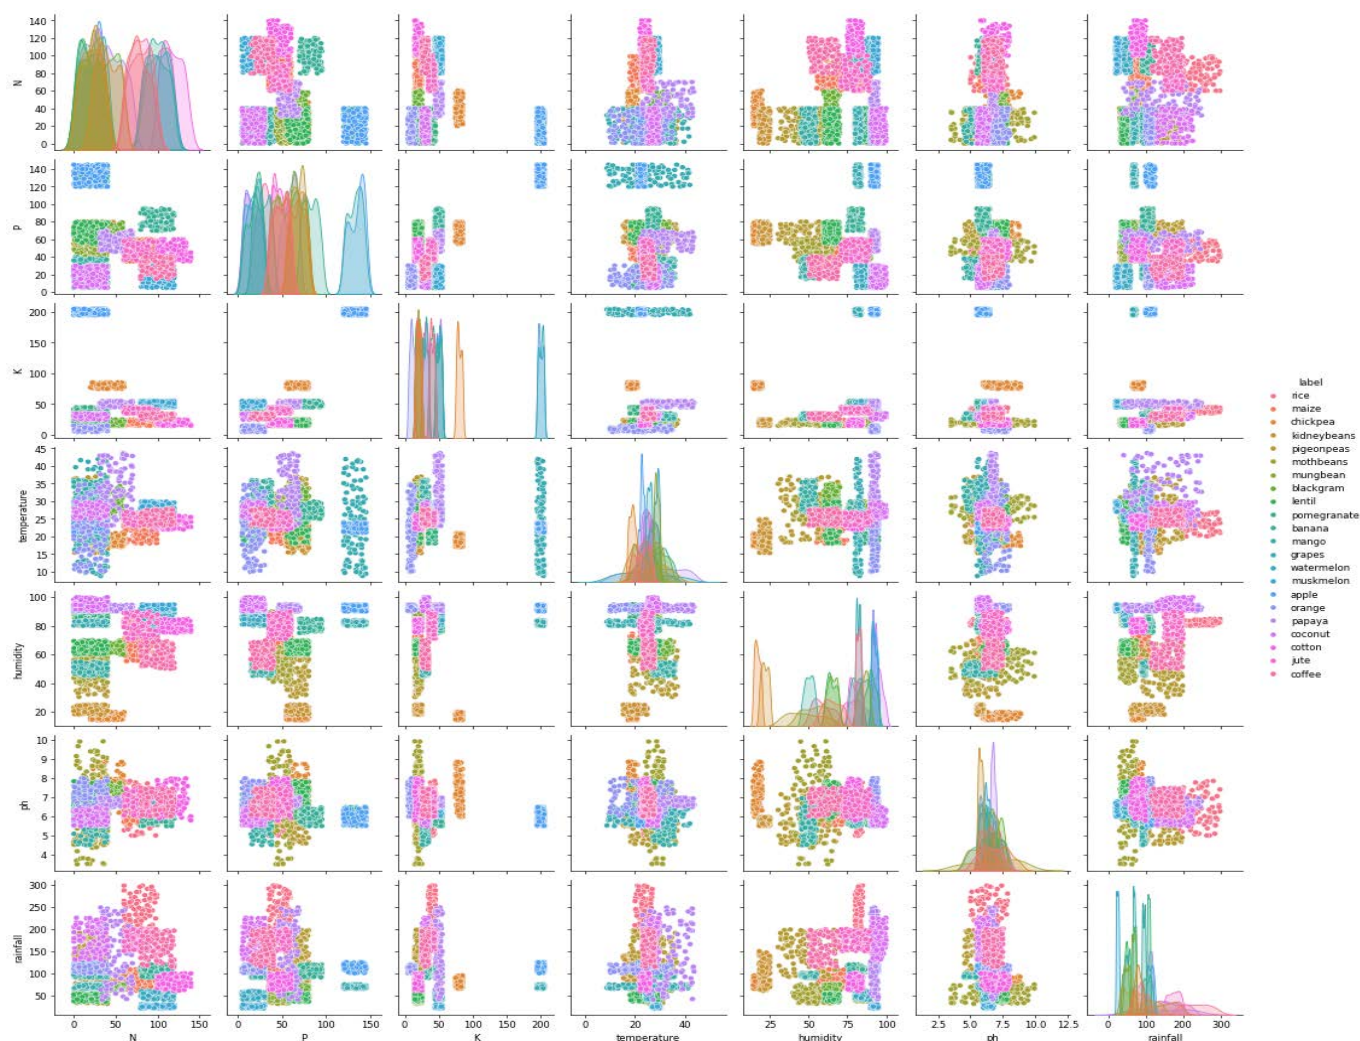 140
120
100
80
60
40
20
0
N
140
120
100
80
60
40
20
0
P
200
150
100
50
0
K
45
40
35
30
25
20
15
10
temperature
100
80
60
40
20
humidity
10
9
8
7
6
5
4
ph
300
250
200
150
100
50
rainfall
label
rice
maize
chickpea
kidneybeans
pigeonpeas
mothbeans
mungbean
blackgram
lentil
pomegranate
banana
mango
grapes
watermelon
muskmelon
apple
orange
papaya
coconut
cotton
jute
coffee
0 50 100 150
0 50 100 150
0 50 100 150 200
0 20 40
25 50 75 100
2.5 5.0 7.5 10.0 12.5
0 100 200 300
N P K temperature humidity ph rainfall